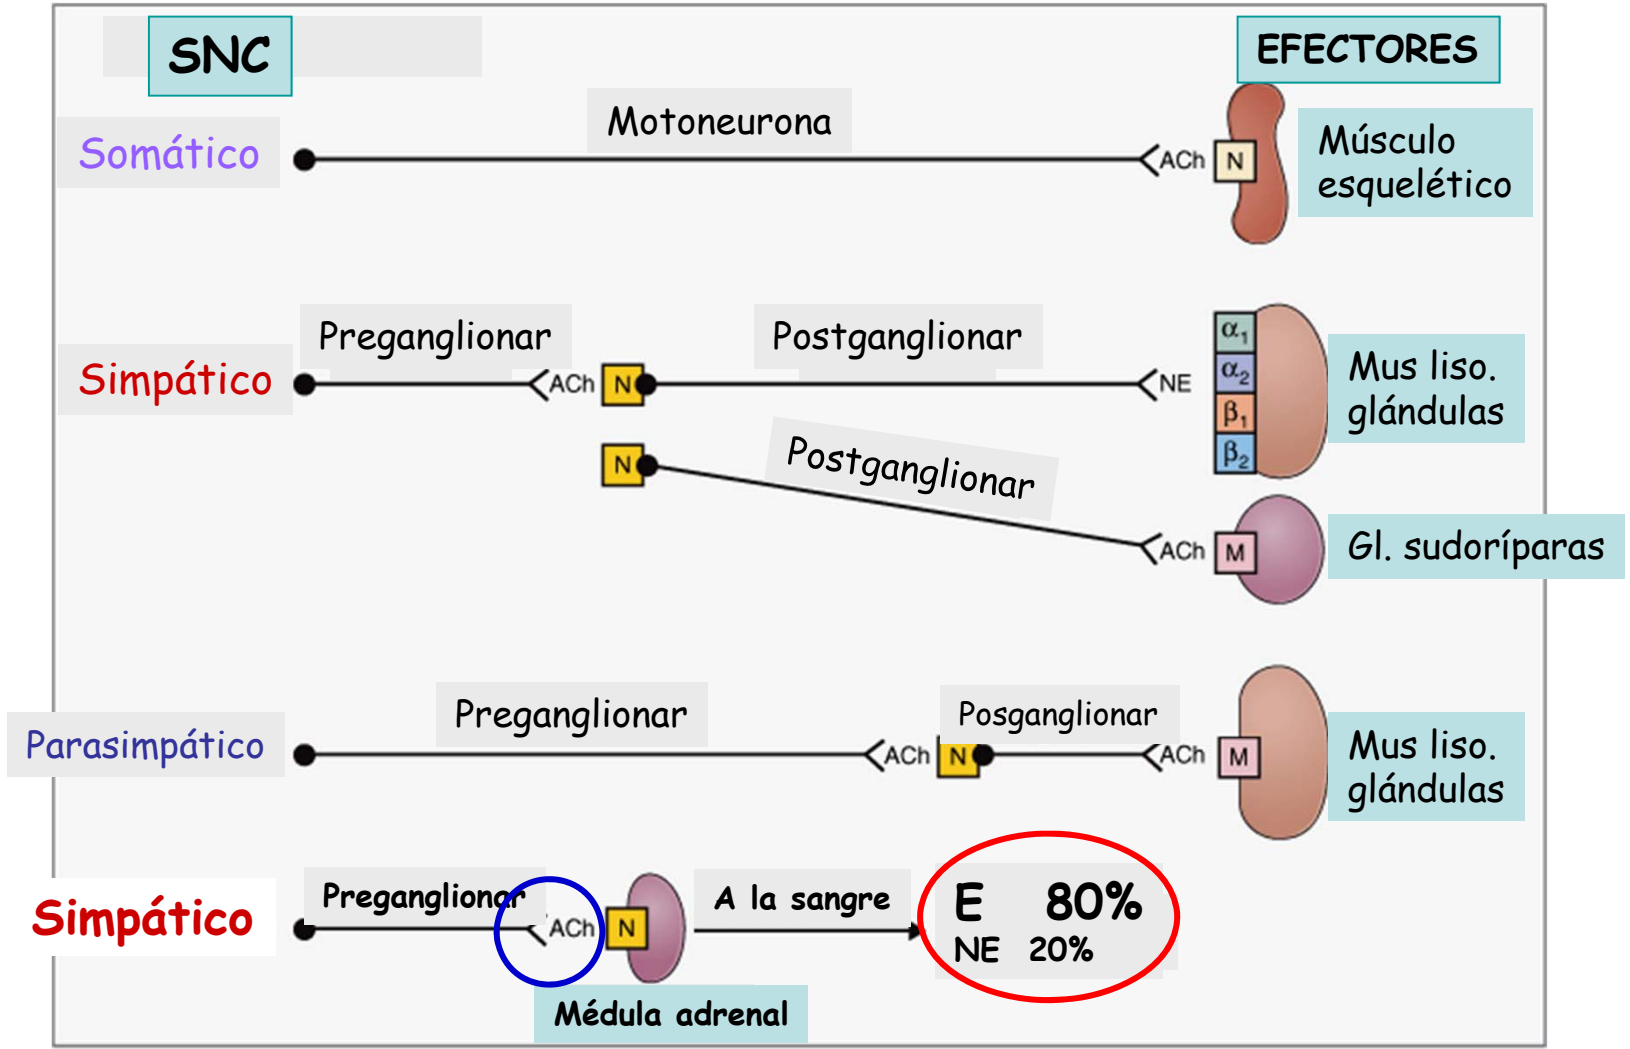 SNC
EFECTORES
Somático
Motoneurona
ACh
N
Músculo
esquelético
Simpático
Preganglionar
ACh
N
Postganglionar
NE
α1
α2
β1
β2
Mus liso.
glándulas
N
Postganglionar
ACh
M
Gl. sudoríparas
Parasimpático
Preganglionar
ACh
N
Posganglionar
ACh
M
Mus liso.
glándulas
Simpático
Preganglionar
ACh
N
Médula adrenal
A la sangre
E 80%
NE 20%